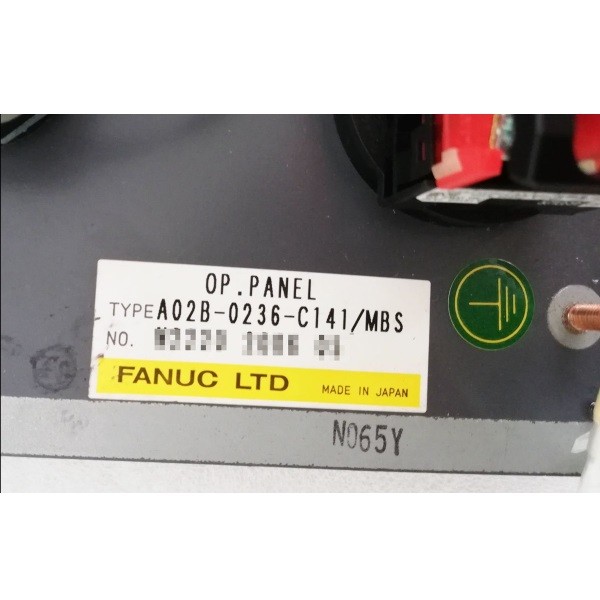 OP.PANEL
TYPE A02B-0236-C141/MBS
NO.
FANUC LTD MADE IN JAPAN
N065Y